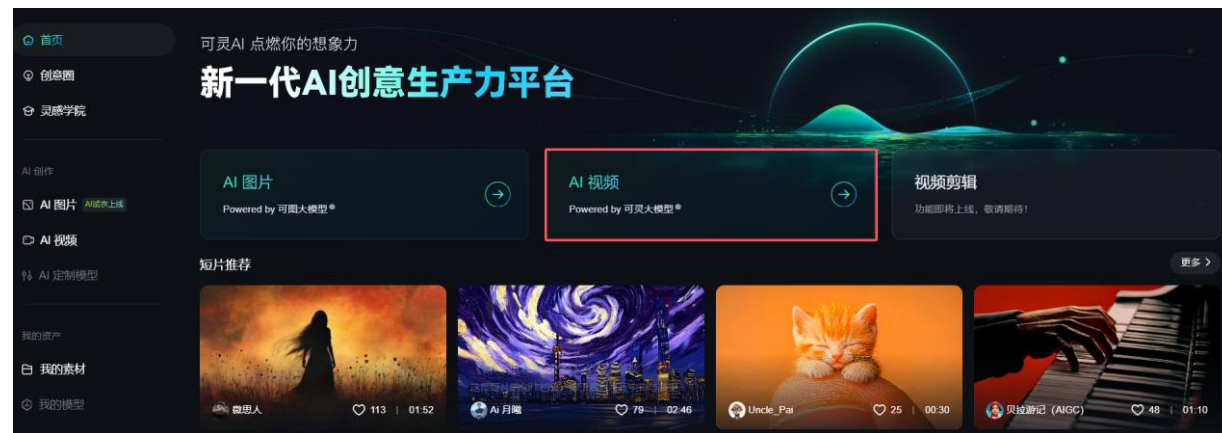 首页
创意圈
灵感学院
AI 创作
AI 图片 AI试衣上线
AI 视频
AI 定制模型
我的资产
我的素材
我的模型
可灵AI 点燃你的想象力
新一代AI创意生产力平台
AI 图片
Powered by 可图大模型®
AI 视频
Powered by 可灵大模型®
视频剪辑
功能即将上线，敬请期待！
短片推荐
更多 >
微思人 113 | 01:52
Ai 月曦 79 | 02:46
Uncle_Pai 25 | 00:30
贝拉游记（AIGC） 48 | 01:10